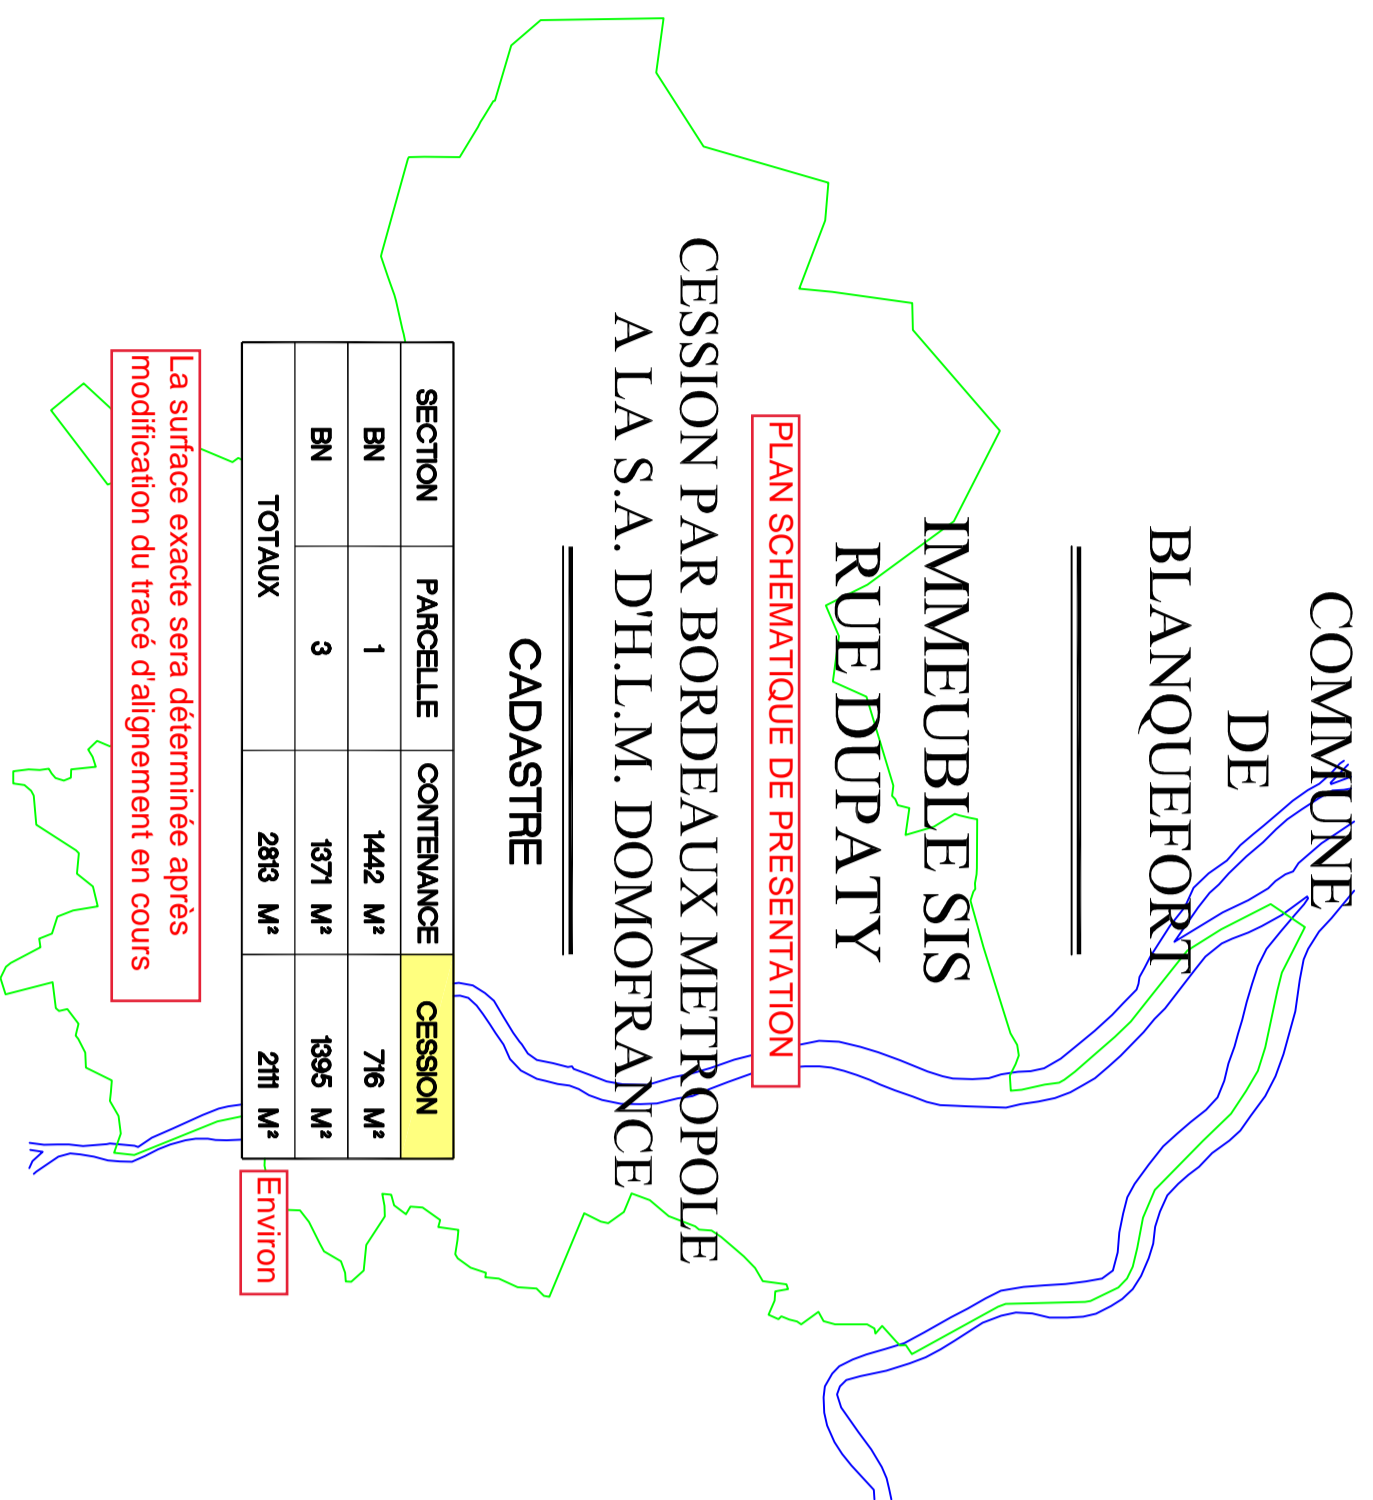 COMMUNE
DE
BLANQUEFORT
IMMEUBLE SIS
RUE DUPATY
PLAN SCHEMATIQUE DE PRESENTATION
CESSION PAR BORDEAUX METROPOLE
A LA S.A. D'H.L.M. DOMOFRANCE
CADASTRE
SECTION PARCELLE CONTENANCE CESSION
BN 1 1442 M² 716 M²
BN 3 1371 M² 1395 M²
TOTAUX 2813 M² 2111 M² Environ
La surface exacte sera déterminée après
modification du tracé d'alignement en cours